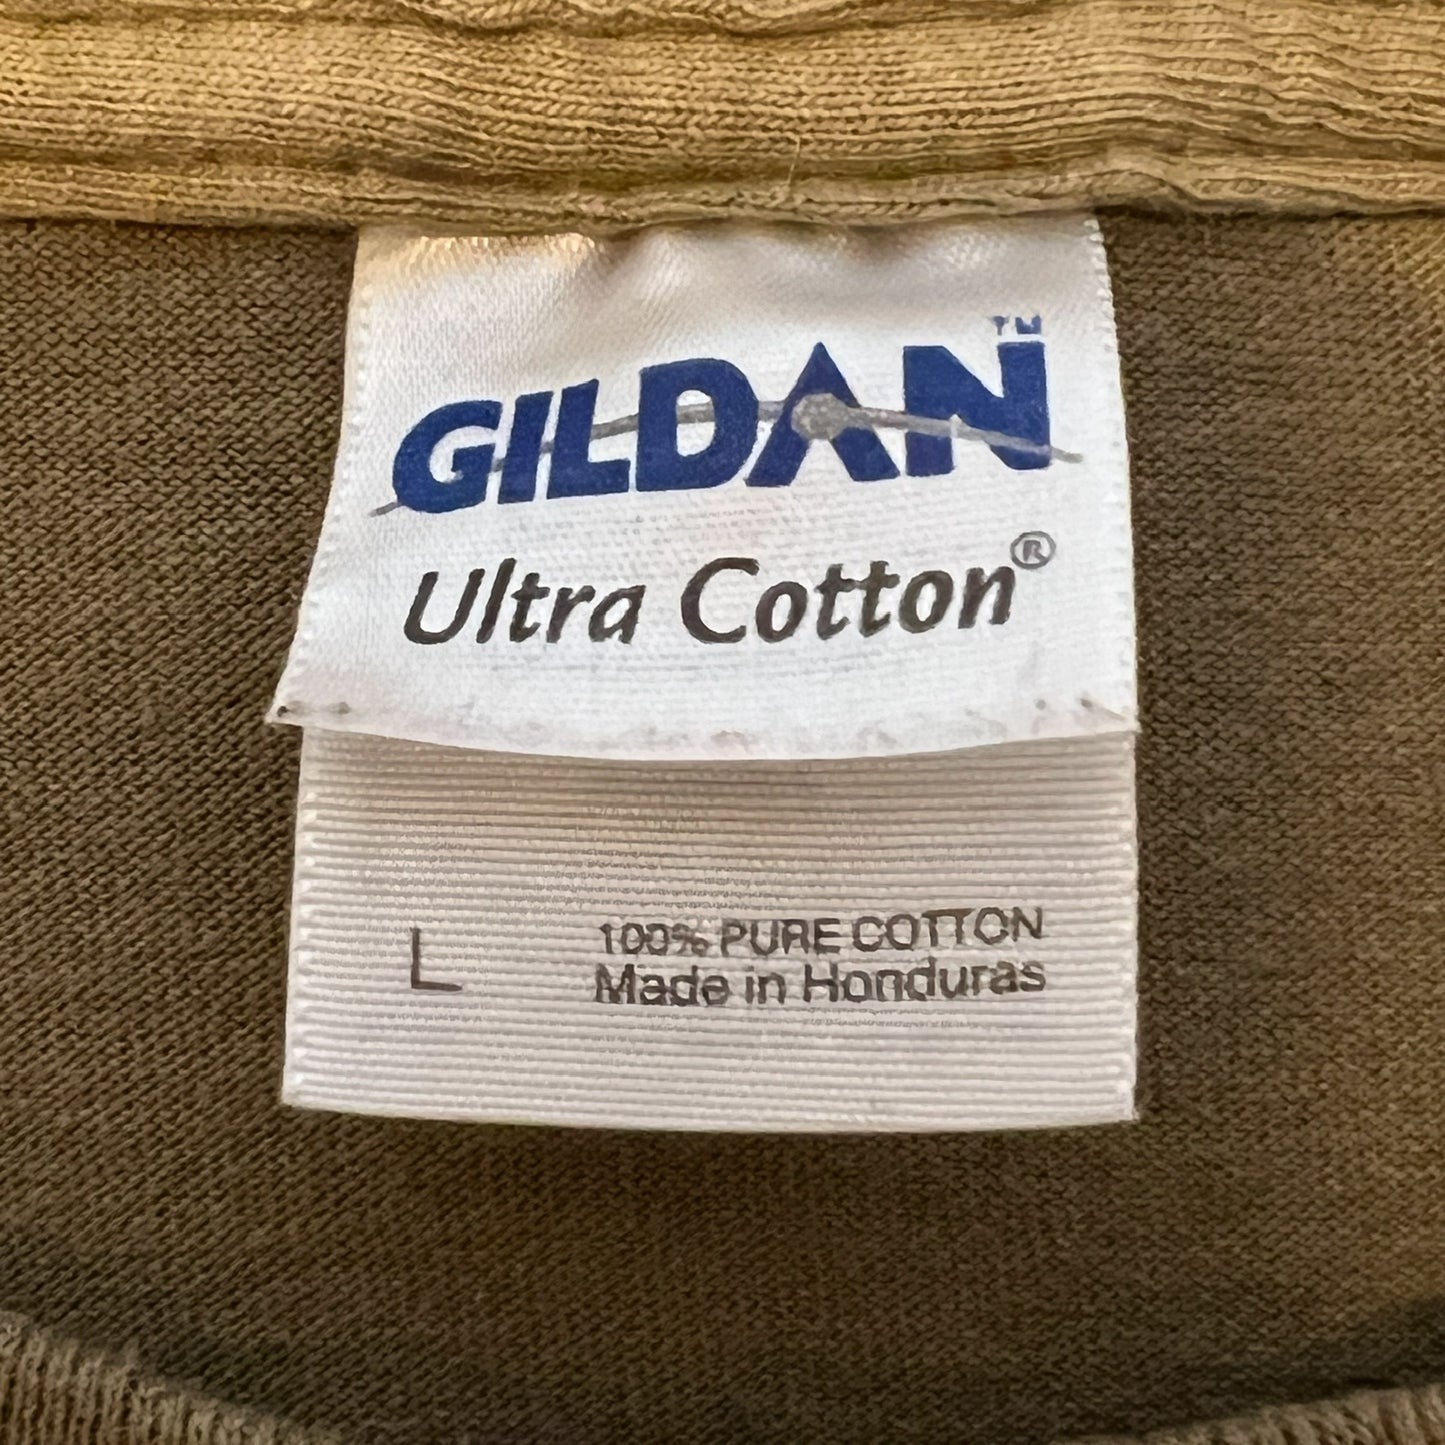 GILDAN™
Ultra Cotton®
L
100% PURE COTTON
Made in Honduras